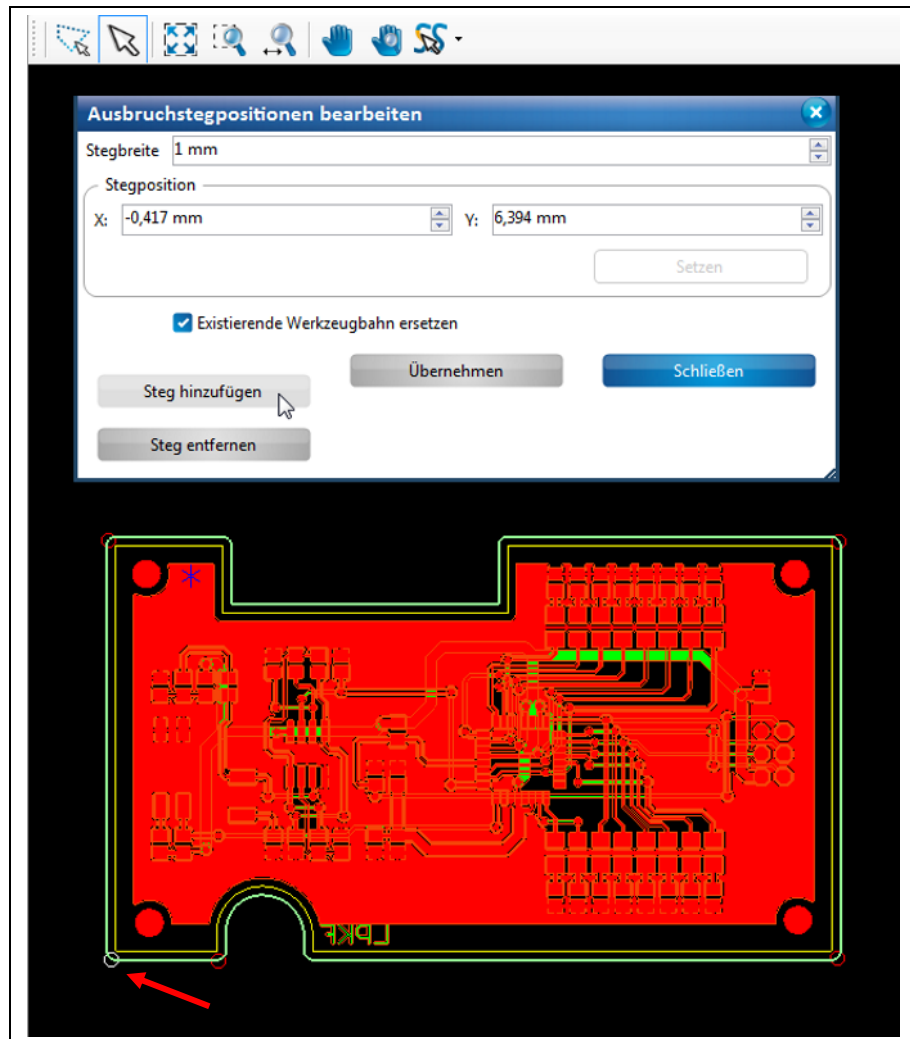 Ausbruchstegpositionen bearbeiten
Stegbreite 1 mm
Stegposition
X: -0,417 mm Y: 6,394 mm
Setzen
Existierende Werkzeugbahn ersetzen
Übernehmen Schließen
Steg hinzufügen
Steg entfernen
LPKF